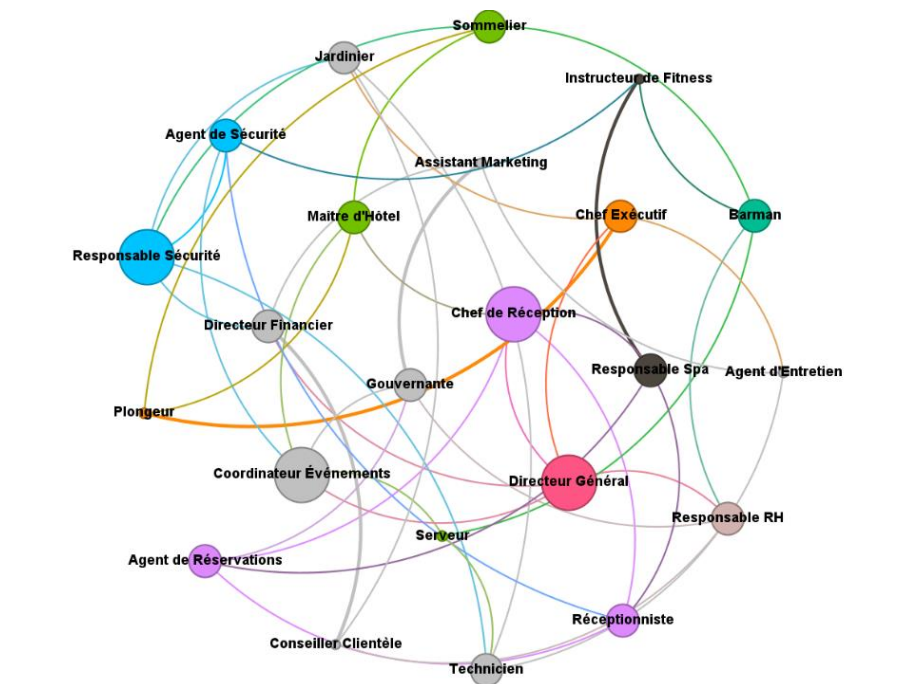 Sommelier
Jardinier
Instructeur de Fitness
Agent de Sécurité
Assistant Marketing
Maître d'Hôtel
Chef Exécutif
Barman
Responsable Sécurité
Chef de Réception
Directeur Financier
Responsable Spa
Agent d'Entretien
Gouvernante
Plongeur
Coordinateur Événements
Directeur Général
Responsable RH
Serveur
Agent de Réservations
Réceptionniste
Conseiller Clientèle
Technicien